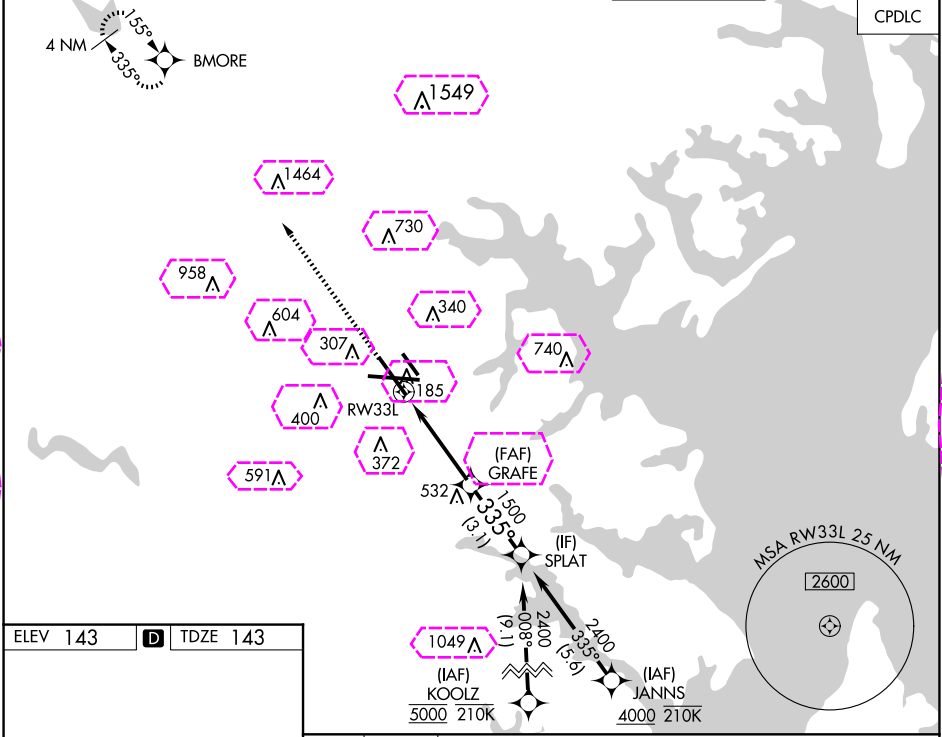 CPDLC
155°
4 NM
335°
BMORE
1549
1464
730
958
604
340
307
740
185
RW33L
400
372
(FAF)
GRAFE
591
532
1500
335°
(3.1)
(IF)
SPLAT
MSA RW33L 25 NM
2600
ELEV 143 D TDZE 143
1049
2400
008°
(9.1)
2400
335°
(5.6)
(IAF)
KOOLZ
5000 210K
(IAF)
JANNS
4000 210K